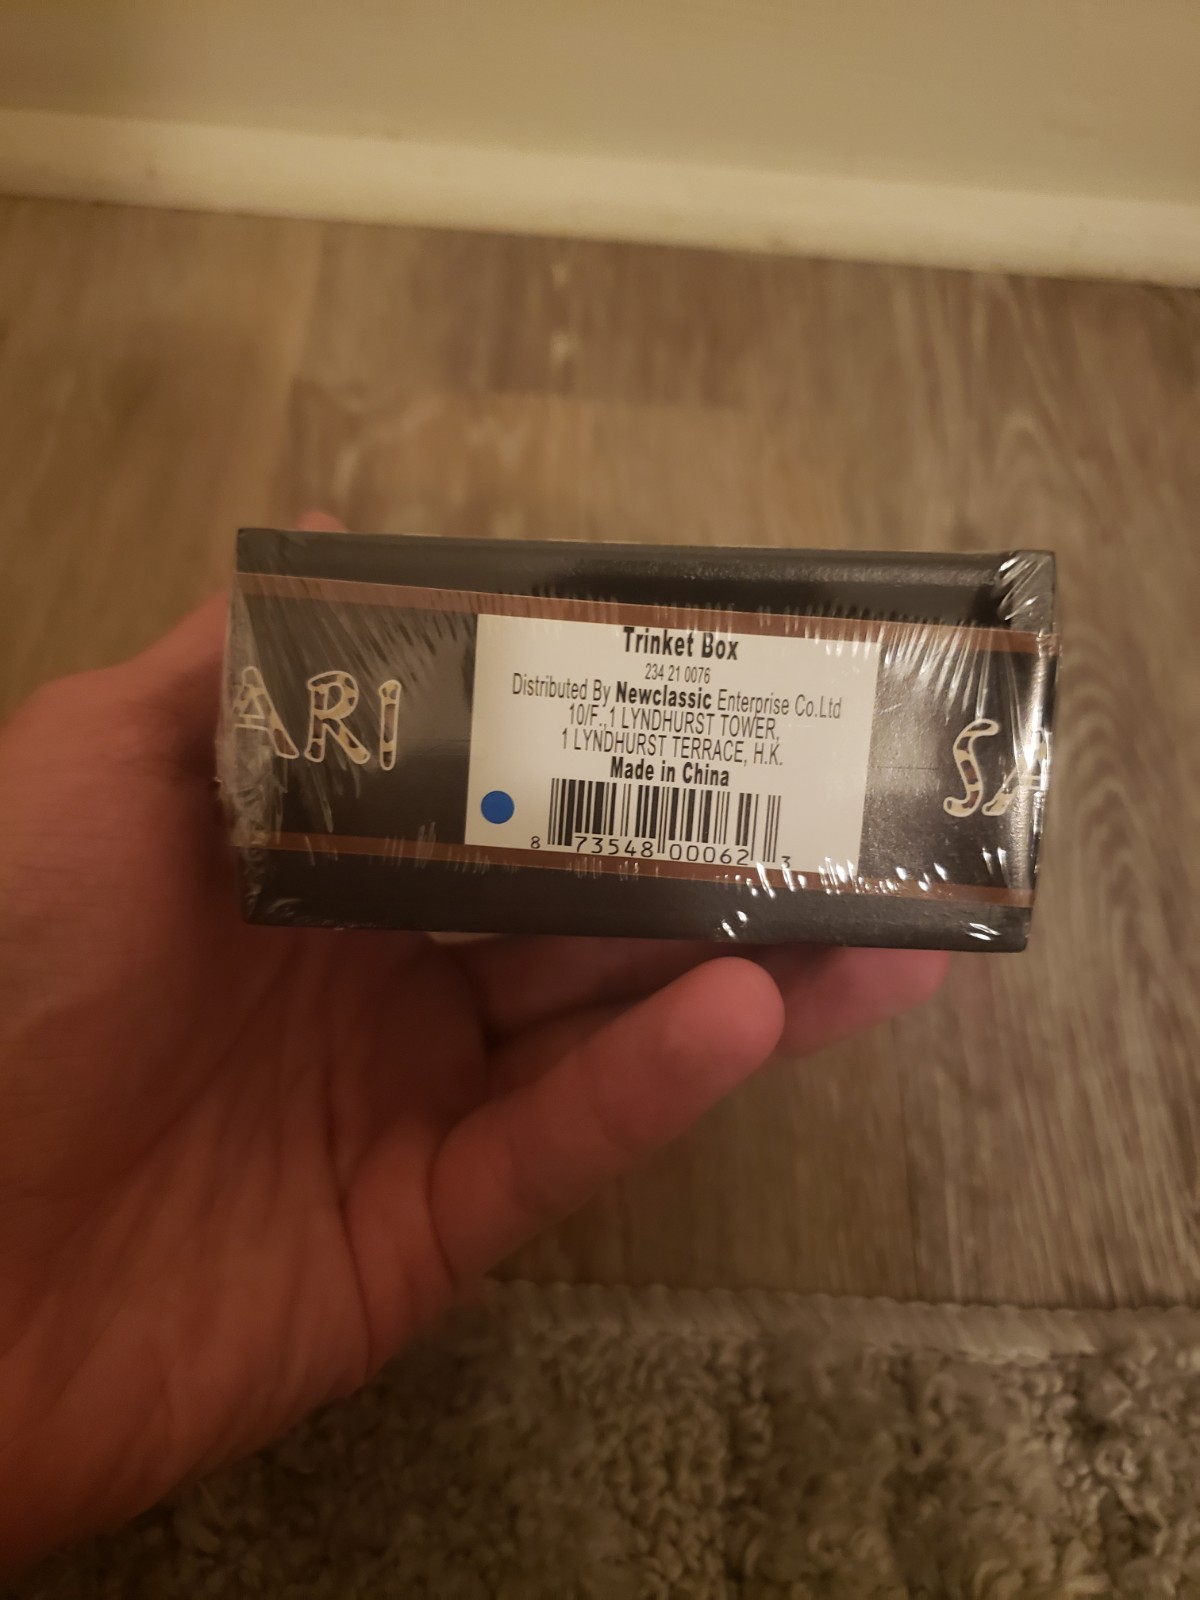 ARI
Trinket Box
234 21 0076
Distributed By Newclassic Enterprise Co.Ltd
10/F.,1 LYNDHURST TOWER,
1 LYNDHURST TERRACE, H.K.
Made in China
8 73548 00062 3
SA